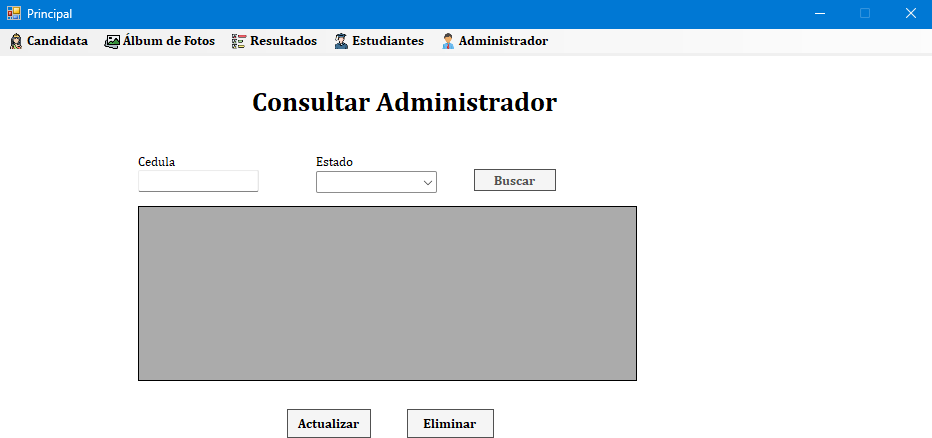 Principal
Candidata Álbum de Fotos Resultados Estudiantes Administrador
Consultar Administrador
Cedula Estado
Buscar
Actualizar Eliminar